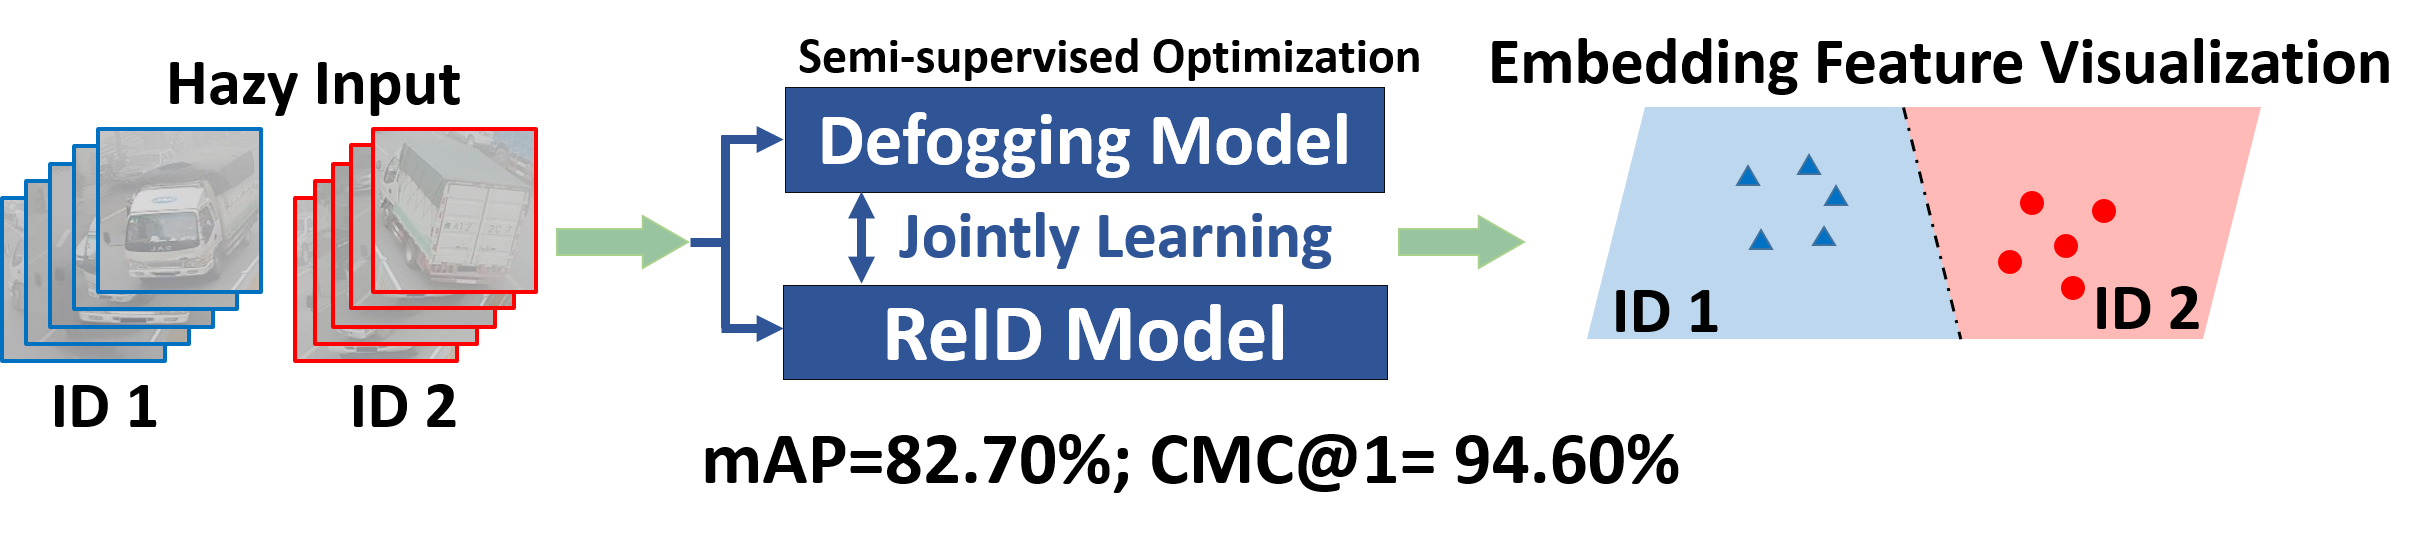 Hazy Input
ID 1
ID 2
Semi-supervised Optimization
Defogging Model
Jointly Learning
ReID Model
mAP=82.70%; CMC@1= 94.60%
Embedding Feature Visualization
ID 1
ID 2